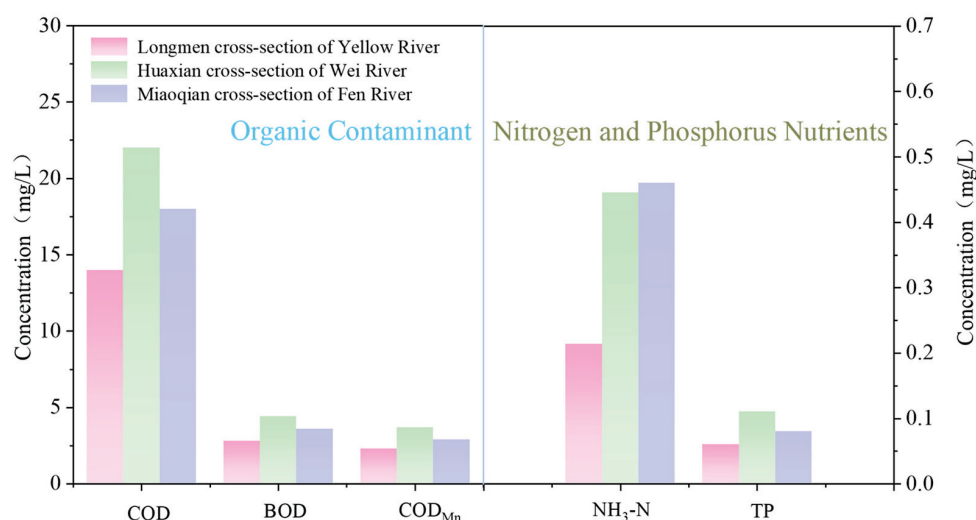 Longmen cross-section of Yellow River
Huaxian cross-section of Wei River
Miaoqian cross-section of Fen River
Organic Contaminant
Nitrogen and Phosphorus Nutrients
Concentration（mg/L）
30
25
20
15
10
5
0
Concentration（mg/L）
0.7
0.6
0.5
0.4
0.3
0.2
0.1
0.0
COD
BOD
COD_Mn
NH₃-N
TP